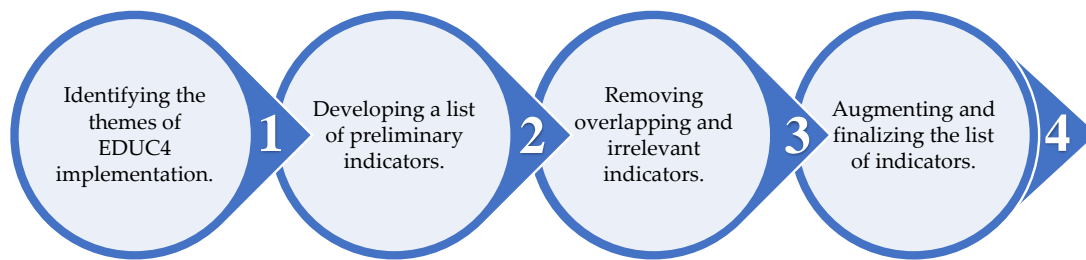 Identifying the
themes of
EDUC4
implementation.
1
Developing a list
of preliminary
indicators.
2
Removing
overlapping and
irrelevant
indicators.
3
Augmenting and
finalizing the list
of indicators.
4